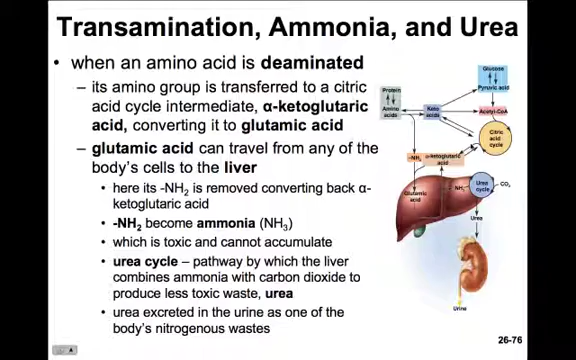 Transamination, Ammonia, and Urea
• when an amino acid is deaminated
– its amino group is transferred to a citric
acid cycle intermediate, α-ketoglutaric
acid, converting it to glutamic acid
– glutamic acid can travel from any of the
body's cells to the liver
• here its -NH2 is removed converting back α-
ketoglutaric acid
• -NH2 become ammonia (NH3)
• which is toxic and cannot accumulate
• urea cycle – pathway by which the liver
combines ammonia with carbon dioxide to
produce less toxic waste, urea
• urea excreted in the urine as one of the
body's nitrogenous wastes
Glucose
Pyruvic acid
Protein
Amino
acids
Keto
acids
Acetyl-CoA
Citric
acid
cycle
–NH2
α-ketoglutaric
acid
Glutamic
acid
NH3
Urea
cycle
CO2
Urea
Urine
26-76